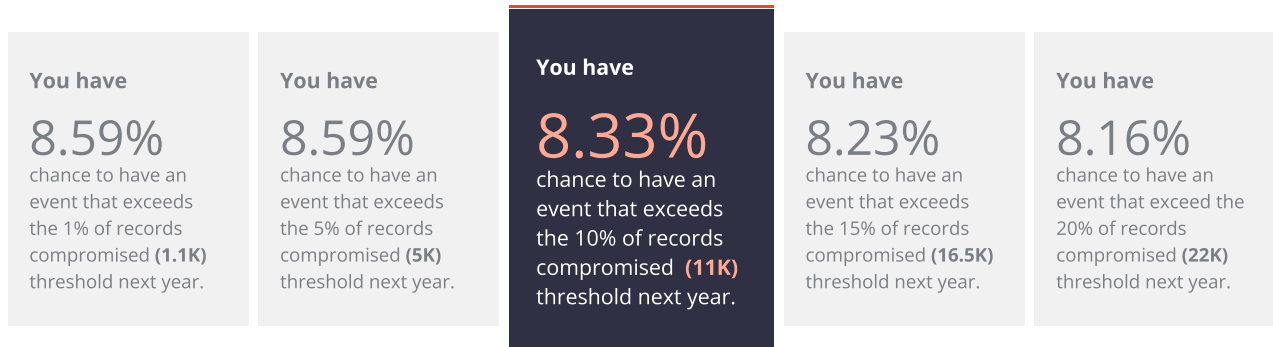 You have
8.59%
chance to have an
event that exceeds
the 1% of records
compromised (1.1K)
threshold next year.
You have
8.59%
chance to have an
event that exceeds
the 5% of records
compromised (5K)
threshold next year.
You have
8.33%
chance to have an
event that exceeds
the 10% of records
compromised (11K)
threshold next year.
You have
8.23%
chance to have an
event that exceeds
the 15% of records
compromised (16.5K)
threshold next year.
You have
8.16%
chance to have an
event that exceed the
20% of records
compromised (22K)
threshold next year.